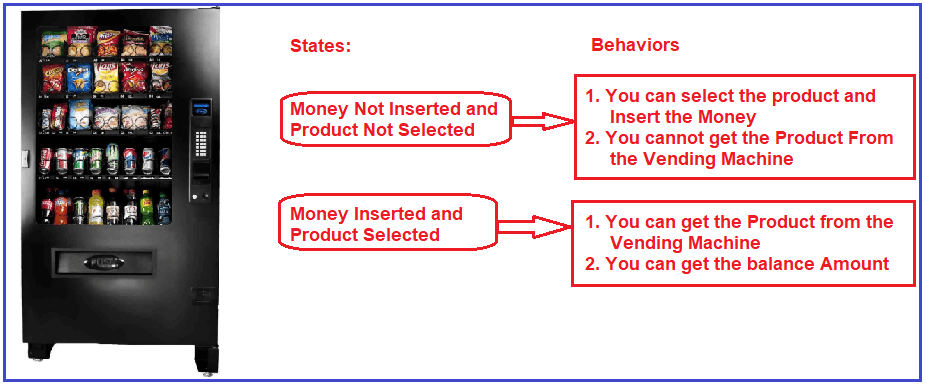 States:
Behaviors
Money Not Inserted and
Product Not Selected
1. You can select the product and
Insert the Money
2. You cannot get the Product From
the Vending Machine
Money Inserted and
Product Selected
1. You can get the Product from the
Vending Machine
2. You can get the balance Amount